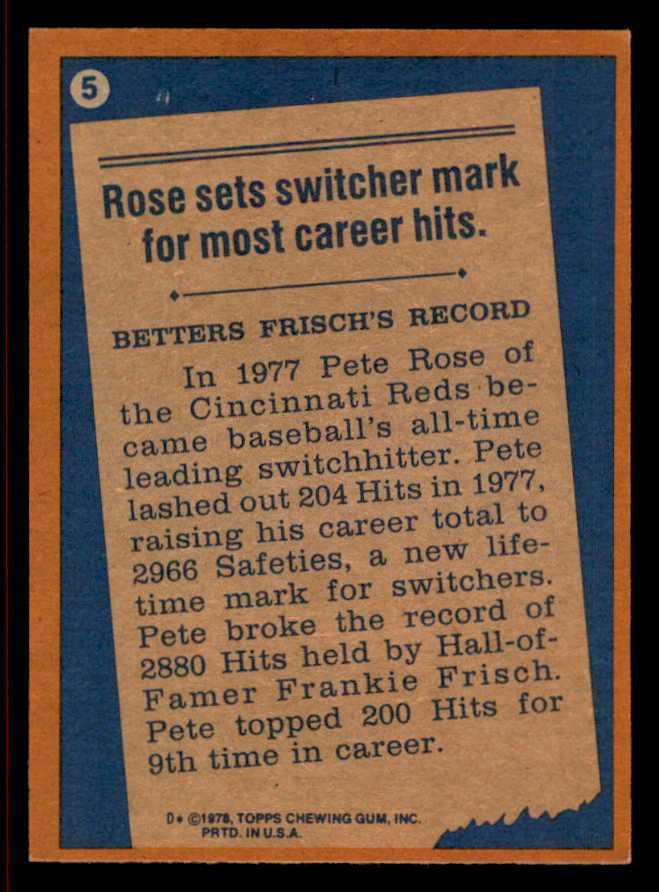 5
Rose sets switcher mark
for most career hits.
BETTERS FRISCH'S RECORD
In 1977 Pete Rose of
the Cincinnati Reds be-
came baseball's all-time
leading switchhitter. Pete
lashed out 204 Hits in 1977,
raising his career total to
2966 Safeties, a new life-
time mark for switchers.
Pete broke the record of
2880 Hits held by Hall-of-
Famer Frankie Frisch.
Pete topped 200 Hits for
9th time in career.
D* ©1978, TOPPS CHEWING GUM, INC.
PRTD. IN U.S.A.